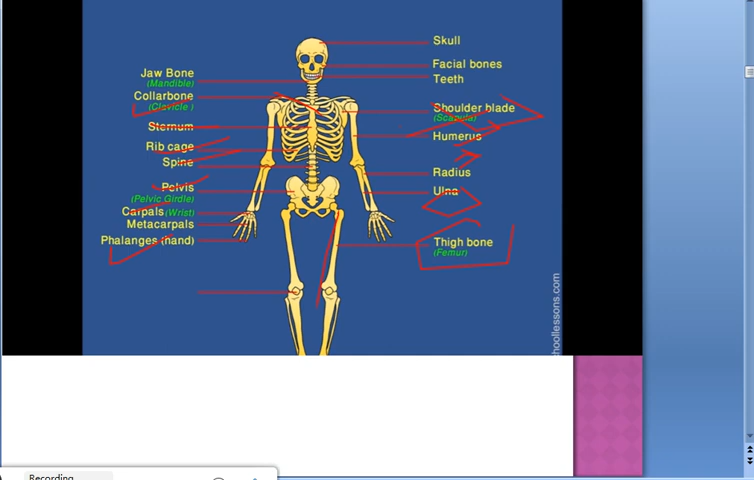 Skull
Jaw Bone
(Mandible)
Facial bones
Teeth
Collarbone
(Clavicle )
Shoulder blade
(Scapula)
Sternum
Humerus
Rib cage
Spine
Radius
Pelvis
(Pelvic Girdle)
Ulna
Carpals (Wrist)
Metacarpals
Phalanges (hand)
Thigh bone
(Femur)
hoollessons.com
Recording